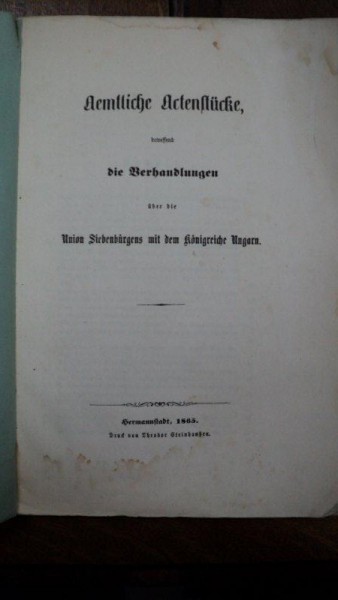 Aemtliche Actenstücke,
betreffend
die Verhandlungen
über die
Union Siebenbürgens mit dem Königreiche Ungarn.
Hermannstadt, 1865.
Druck von Theodor Steinhaußen.